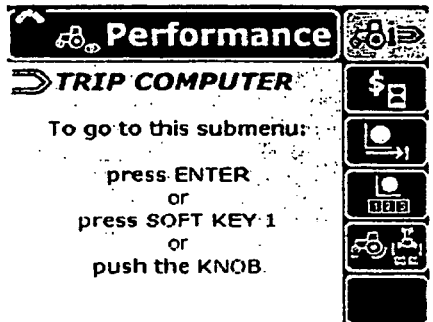 Performance
TRIP COMPUTER
To go to this submenu:
press ENTER
or
press SOFT KEY 1
or
push the KNOB.
i
$
123